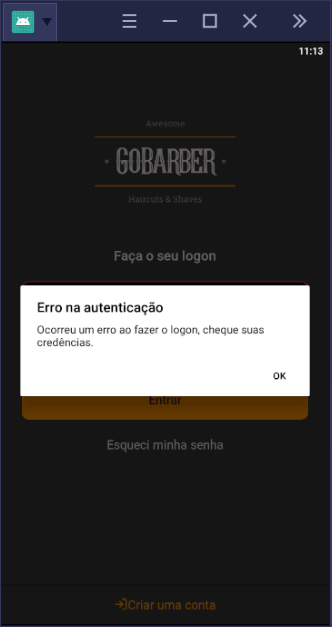 11:13
Awesome
GOBARBER
Haircuts & Shaves
Faça o seu logon
Erro na autenticação
Ocorreu um erro ao fazer o logon, cheque suas
credências.
OK
Entrar
Esqueci minha senha
Criar uma conta